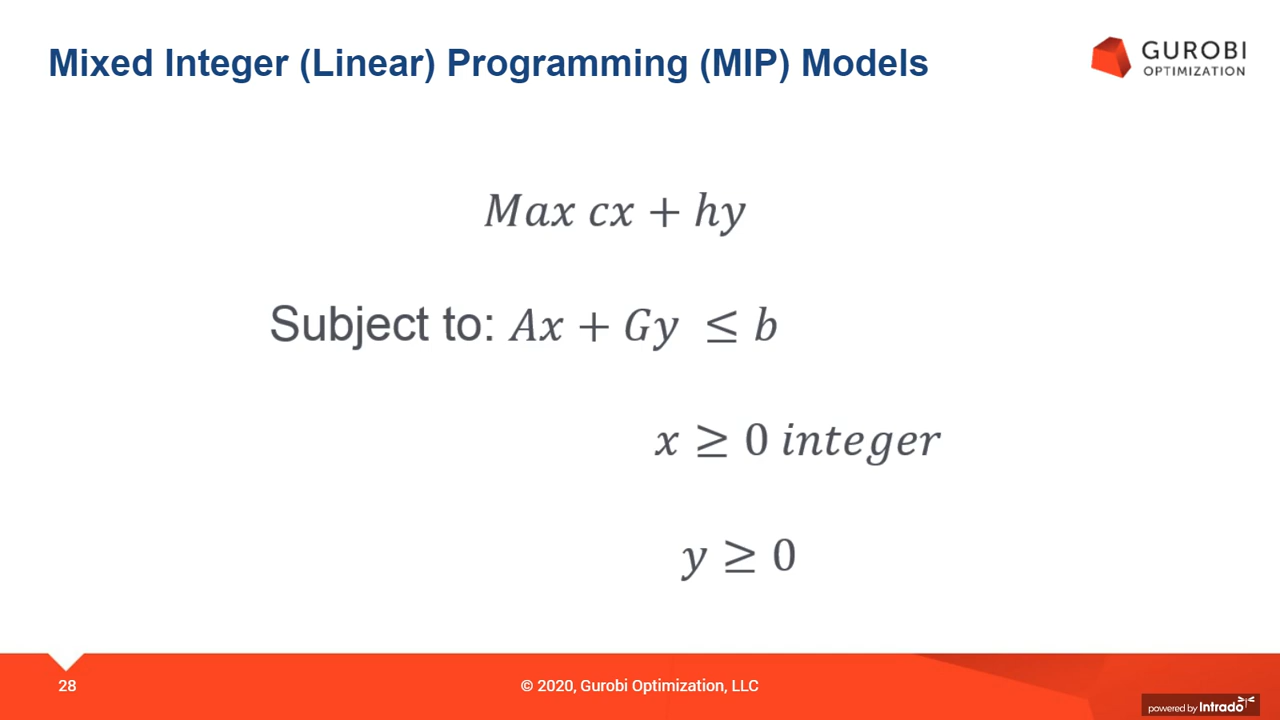 Mixed Integer (Linear) Programming (MIP) Models
GUROBI
OPTIMIZATION
Max cx + hy
Subject to: Ax + Gy ≤ b
x ≥ 0 integer
y ≥ 0
28
© 2020, Gurobi Optimization, LLC
powered by Intrado